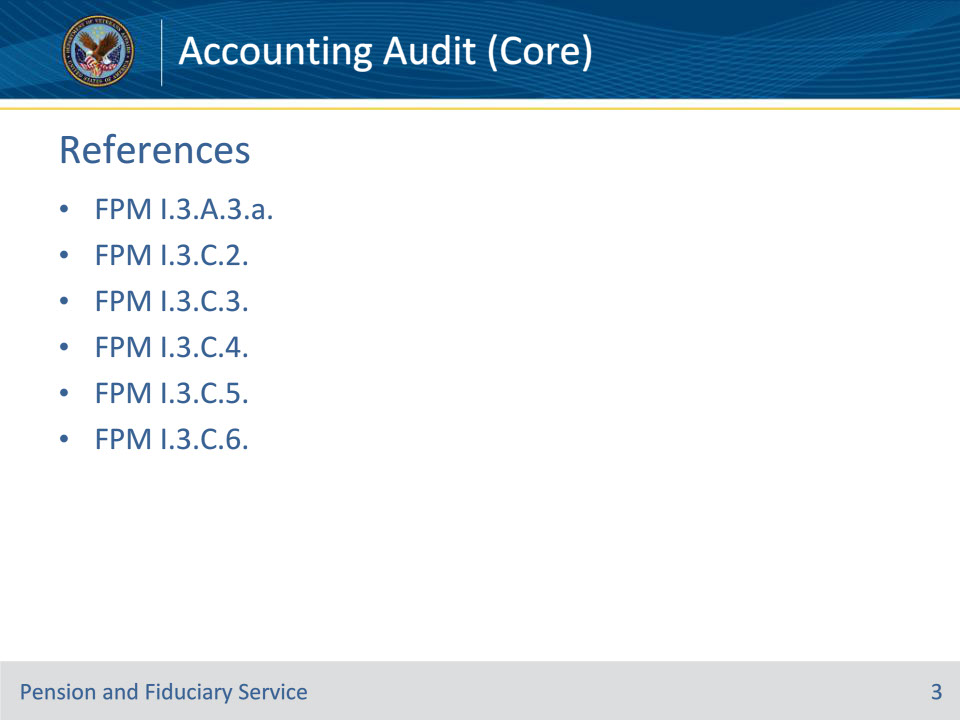 Accounting Audit (Core)
References
• FPM I.3.A.3.a.
• FPM I.3.C.2.
• FPM I.3.C.3.
• FPM I.3.C.4.
• FPM I.3.C.5.
• FPM I.3.C.6.
Pension and Fiduciary Service
3